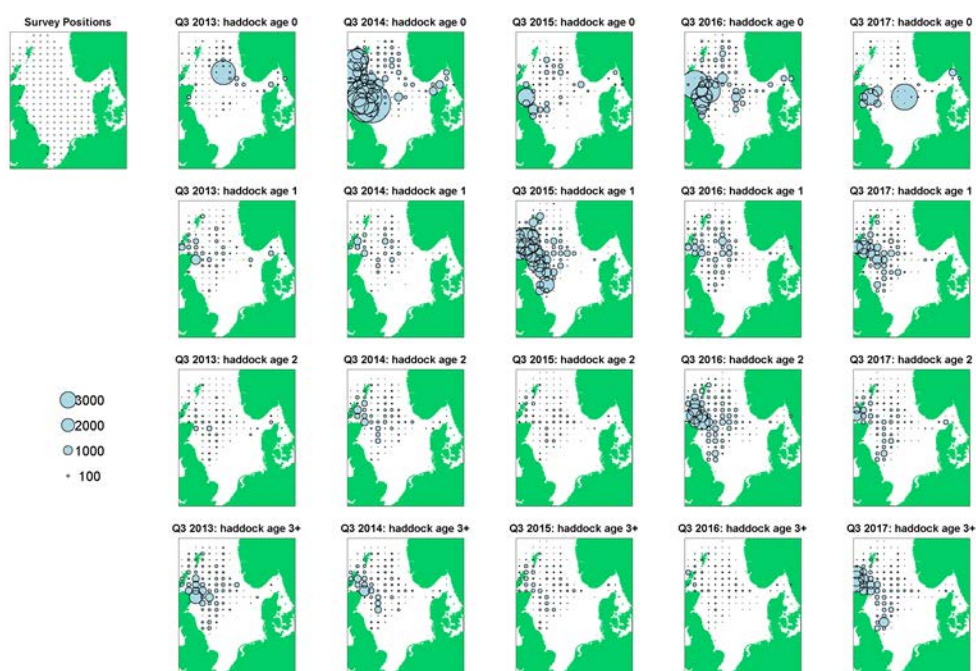 Survey Positions
Q3 2013: haddock age 0
Q3 2014: haddock age 0
Q3 2015: haddock age 0
Q3 2016: haddock age 0
Q3 2017: haddock age 0
Q3 2013: haddock age 1
Q3 2014: haddock age 1
Q3 2015: haddock age 1
Q3 2016: haddock age 1
Q3 2017: haddock age 1
Q3 2013: haddock age 2
Q3 2014: haddock age 2
Q3 2015: haddock age 2
Q3 2016: haddock age 2
Q3 2017: haddock age 2
3000
2000
1000
100
Q3 2013: haddock age 3+
Q3 2014: haddock age 3+
Q3 2015: haddock age 3+
Q3 2016: haddock age 3+
Q3 2017: haddock age 3+